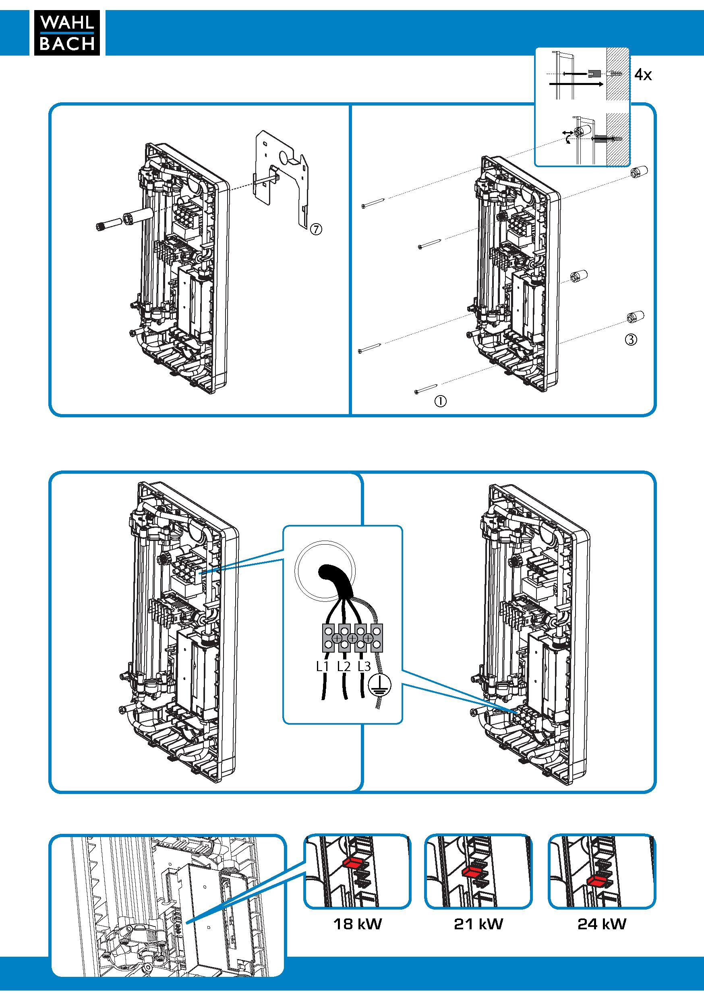 WAHL
BACH
4x
⑦
③
①
L1 L2 L3
18 kW
21 kW
24 kW